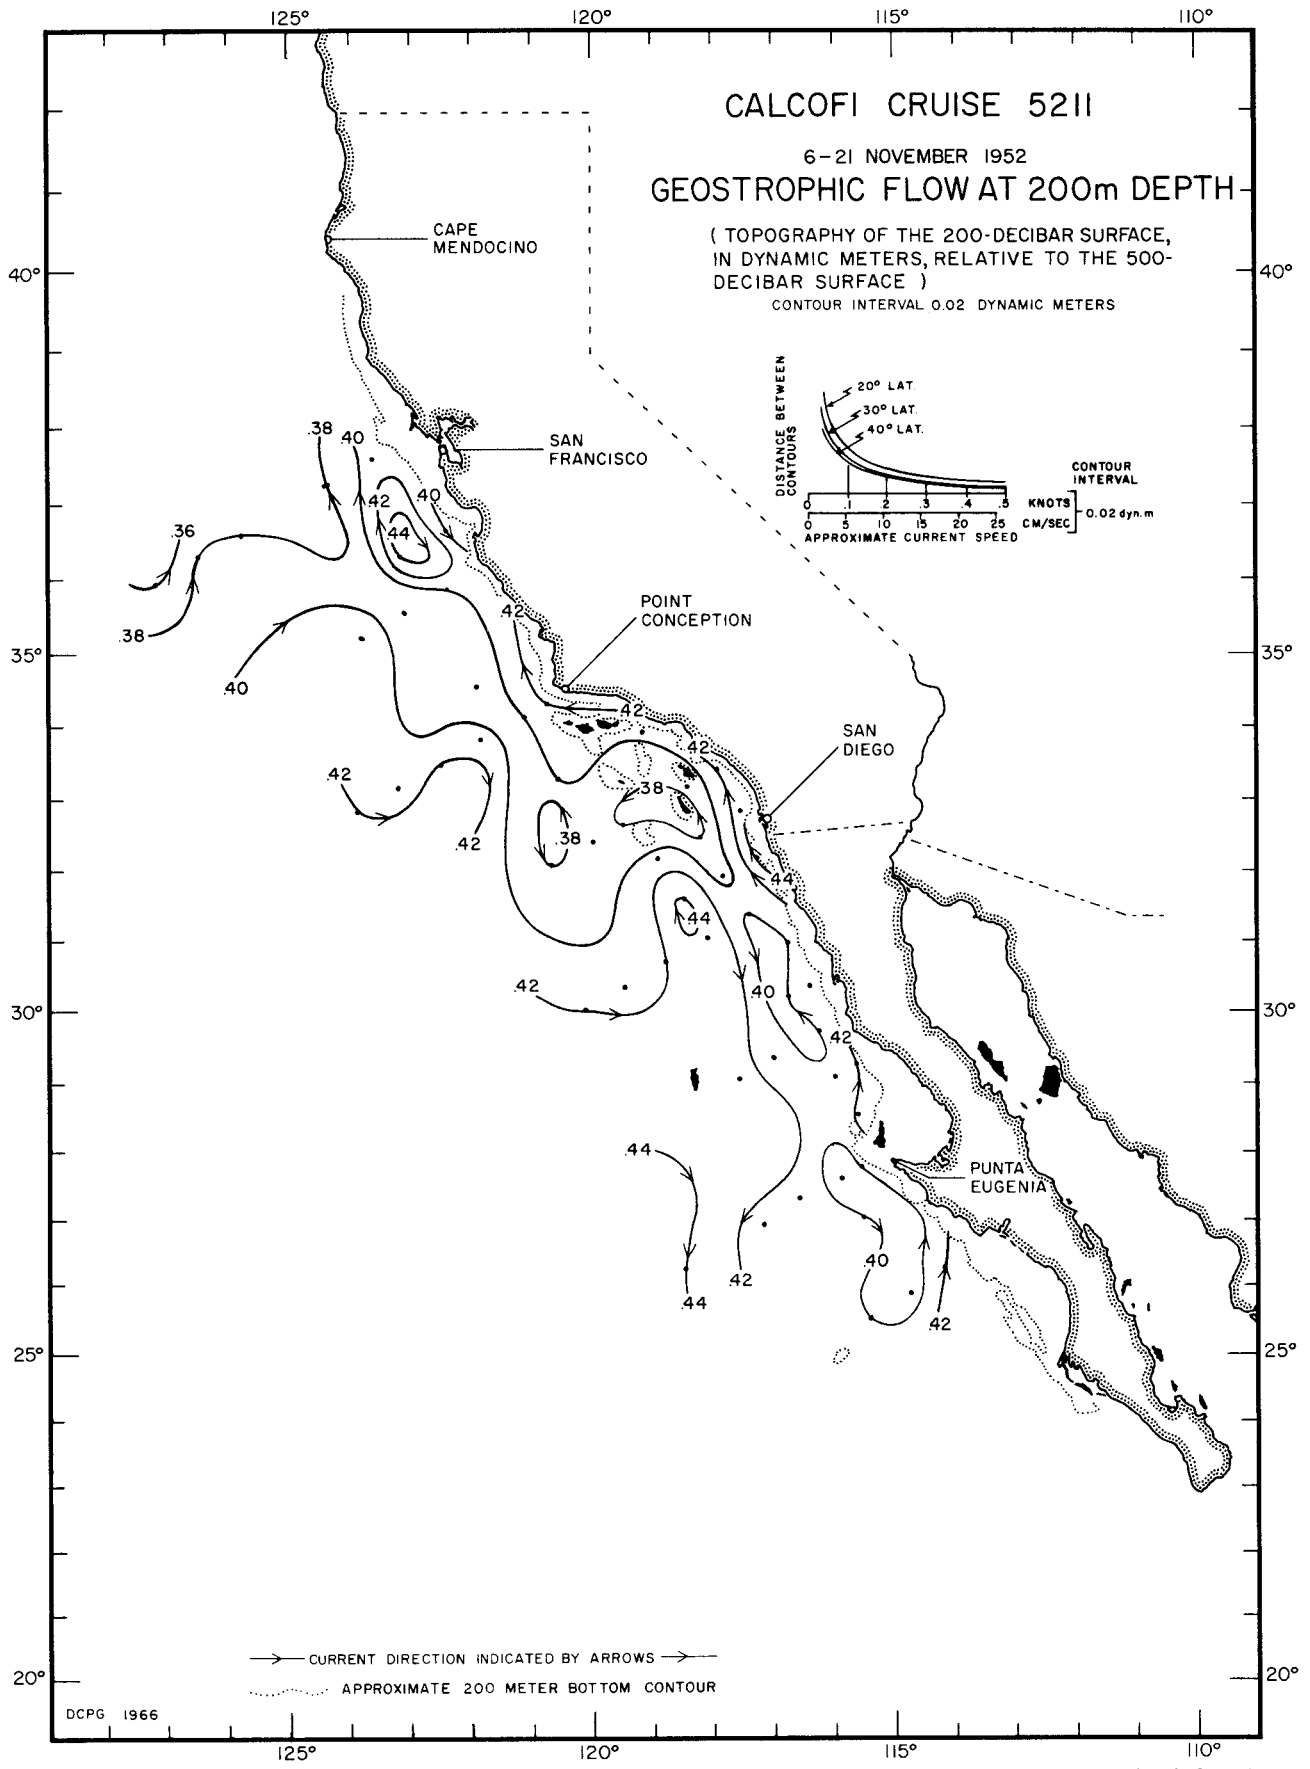 125° 120° 115° 110°
CALCOFI CRUISE 5211
6-21 NOVEMBER 1952
GEOSTROPHIC FLOW AT 200m DEPTH
( TOPOGRAPHY OF THE 200-DECIBAR SURFACE,
IN DYNAMIC METERS, RELATIVE TO THE 500-
DECIBAR SURFACE )
CONTOUR INTERVAL 0.02 DYNAMIC METERS
CAPE
MENDOCINO
40° 40°
DISTANCE BETWEEN
CONTOURS
20° LAT.
30° LAT.
40° LAT.
CONTOUR
INTERVAL
0 .1 .2 .3 .4 .5 KNOTS
0 5 10 15 20 25 CM/SEC
0.02 dyn.m
APPROXIMATE CURRENT SPEED
SAN
FRANCISCO
.38 .40
.42 .40
.44
.36
.38
.42
POINT
CONCEPTION
35° 35°
.40
.42
SAN
DIEGO
.42
.42
.38
.42
.38
.44
.44
.42
.40
30° 30°
.42
.44
PUNTA
EUGENIA
.40
.42
.44
.42
25° 25°
CURRENT DIRECTION INDICATED BY ARROWS
APPROXIMATE 200 METER BOTTOM CONTOUR
20° 20°
DCPG 1966
125° 120° 115° 110°